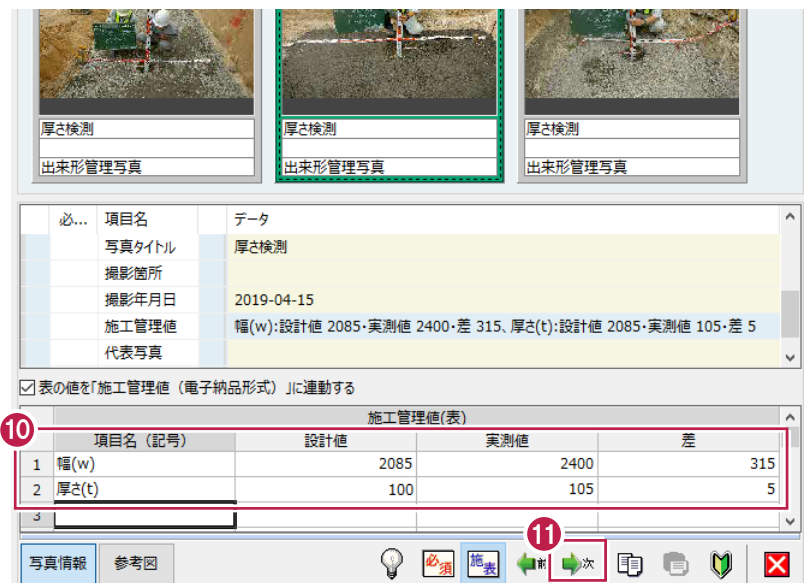 厚さ検測
厚さ検測
厚さ検測
出来形管理写真
出来形管理写真
出来形管理写真
必... 項目名 データ
写真タイトル 厚さ検測
撮影箇所
撮影年月日 2019-04-15
施工管理値 幅(w):設計値 2085・実測値 2400・差 315、厚さ(t):設計値 2085・実測値 105・差 5
代表写真
表の値を「施工管理値（電子納品形式）」に連動する
施工管理値(表)
10
項目名（記号） 設計値 実測値 差
1 幅(w) 2085 2400 315
2 厚さ(t) 100 105 5
3
11
写真情報 参考図 必須 施表 前 次